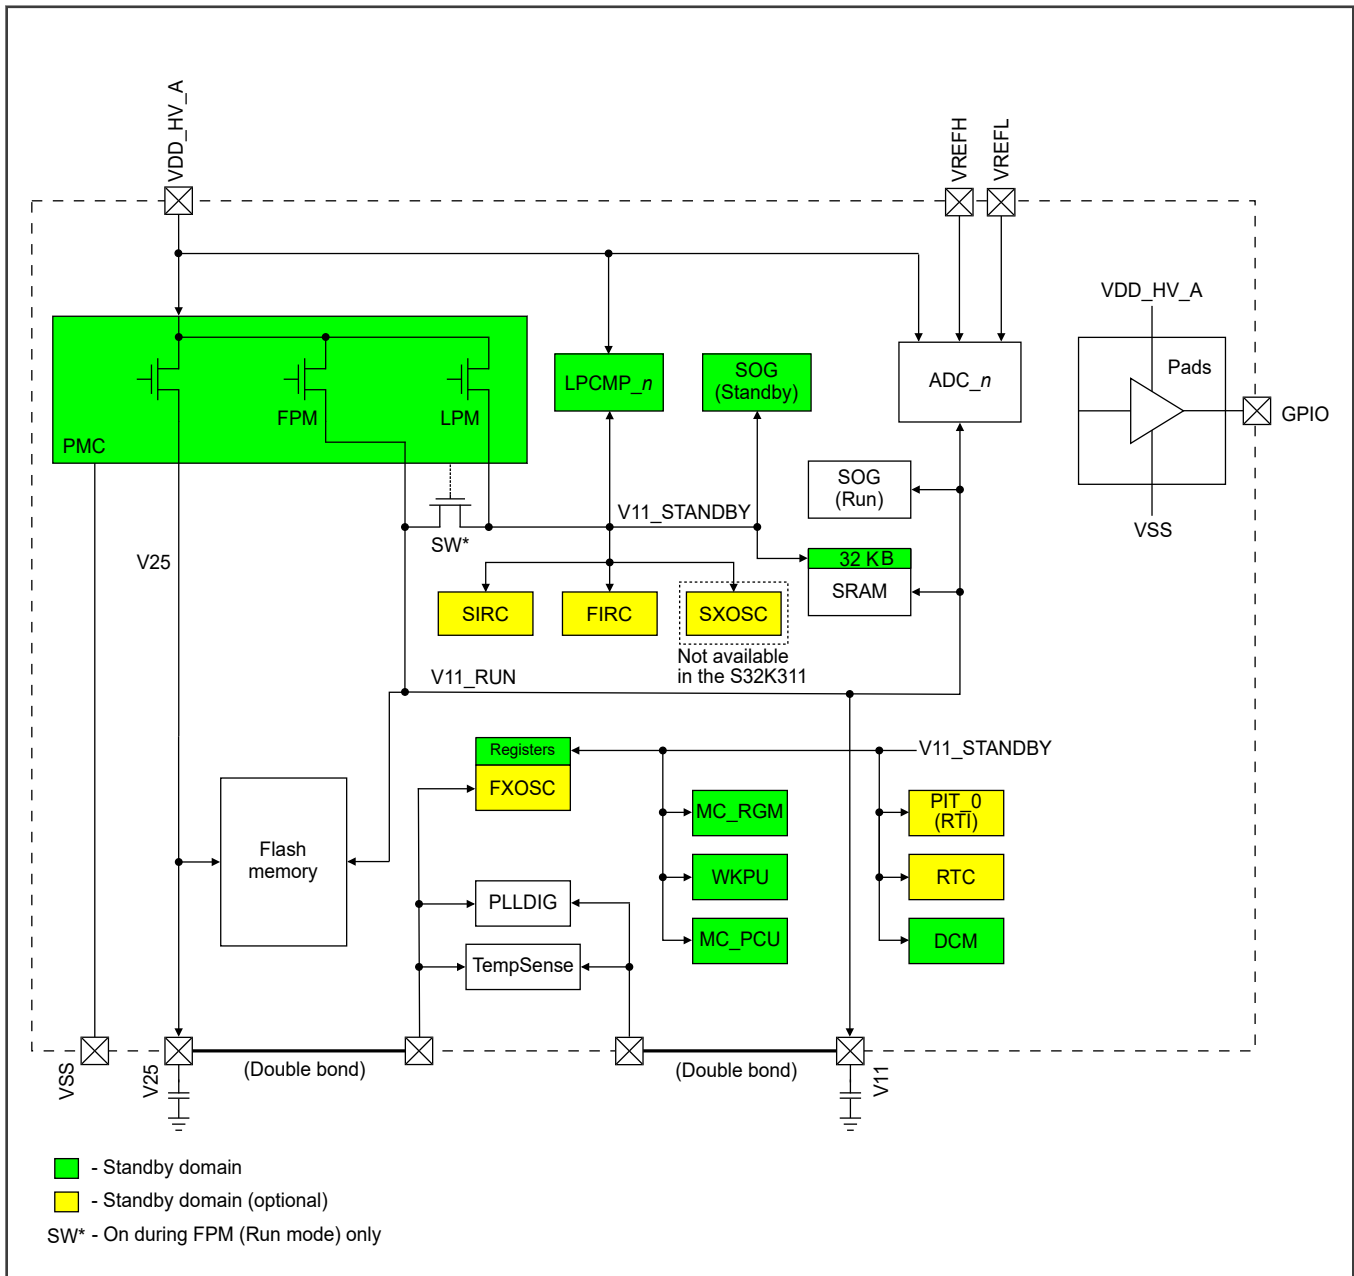 VDD_HV_A
VREFH
VREFL
VDD_HV_A
Pads
GPIO
VSS
PMC
FPM
LPM
LPCMP_n
SOG
(Standby)
ADC_n
SOG
(Run)
V11_STANDBY
SW*
V25
32 KB
SRAM
SIRC
FIRC
SXOSC
Not available
in the S32K311
V11_RUN
Registers
FXOSC
V11_STANDBY
MC_RGM
PIT_0
(RTI)
Flash
memory
WKPU
RTC
PLLDIG
MC_PCU
DCM
TempSense
VSS
V25
(Double bond)
(Double bond)
V11
- Standby domain
- Standby domain (optional)
SW* - On during FPM (Run mode) only